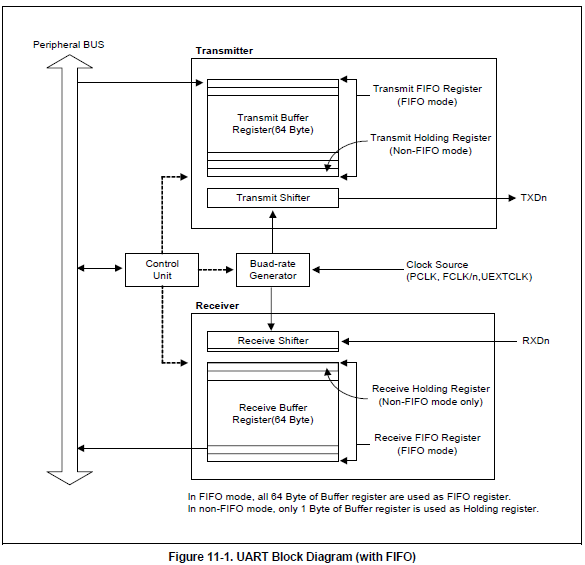 Peripheral BUS
Transmitter
Transmit FIFO Register
(FIFO mode)
Transmit Buffer
Register(64 Byte)
Transmit Holding Register
(Non-FIFO mode)
Transmit Shifter
TXDn
Control
Unit
Buad-rate
Generator
Clock Source
(PCLK, FCLK/n,UEXTCLK)
Receiver
Receive Shifter
RXDn
Receive Holding Register
(Non-FIFO mode only)
Receive Buffer
Register(64 Byte)
Receive FIFO Register
(FIFO mode)
In FIFO mode, all 64 Byte of Buffer register are used as FIFO register.
In non-FIFO mode, only 1 Byte of Buffer register is used as Holding register.
Figure 11-1. UART Block Diagram (with FIFO)